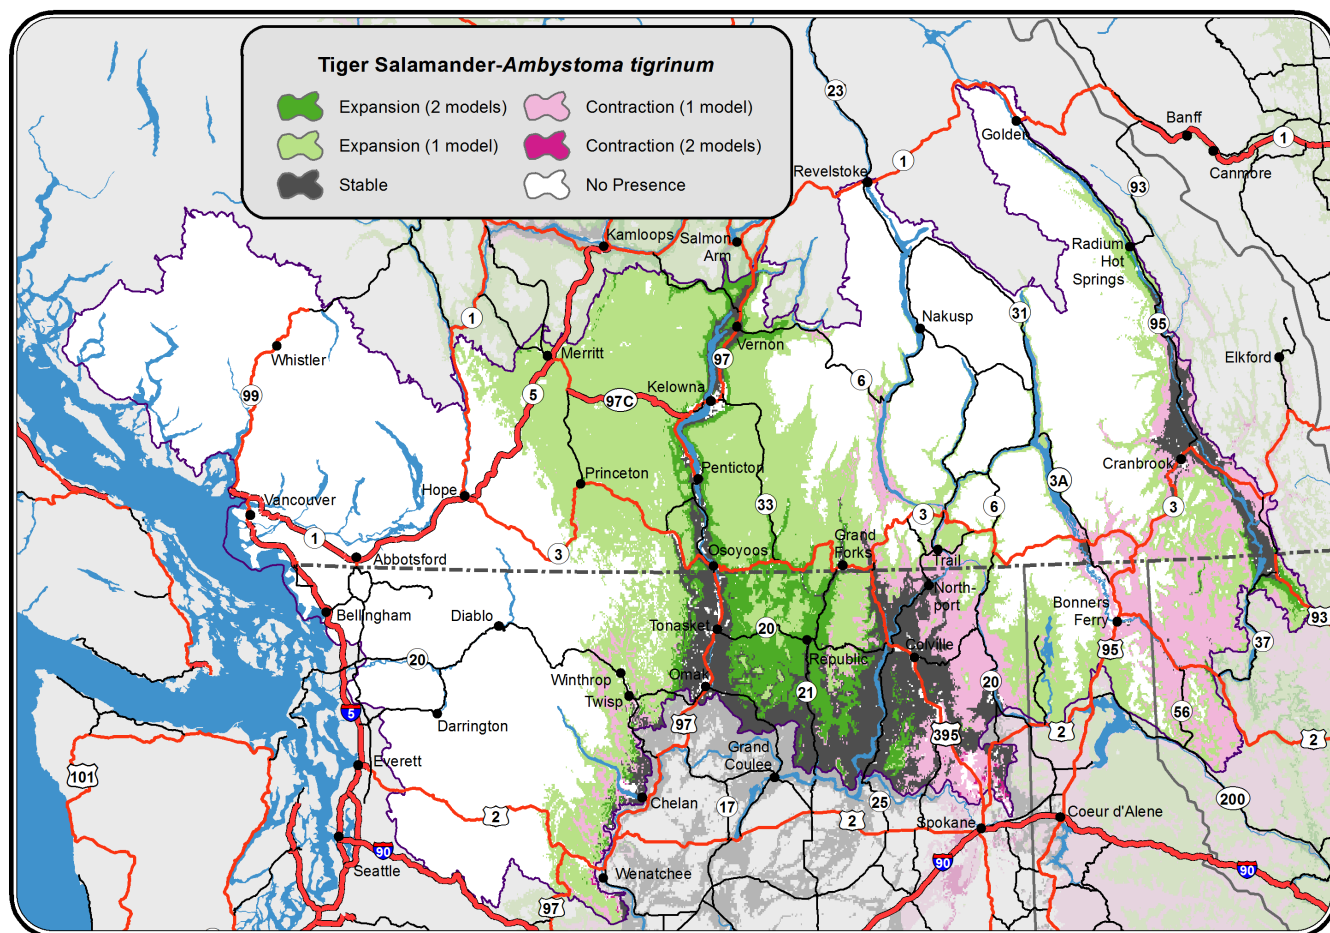 Tiger Salamander-Ambystoma tigrinum
Expansion (2 models)
Contraction (1 model)
Expansion (1 model)
Contraction (2 models)
Stable
No Presence
23
Banff
1
Golden
Canmore
1
Revelstoke
93
Kamloops
Salmon
Arm
Radium
Hot
Springs
1
31
Nakusp
95
Whistler
Merritt
Vernon
97
Elkford
6
99
5
97C
Kelowna
Cranbrook
Penticton
Princeton
3A
Hope
Vancouver
33
6
3
3
1
3
Grand
Forks
Abbotsford
Osoyoos
Trail
North-
port
Bonners
Ferry
Bellingham
Diablo
Tonasket
20
93
95
37
20
Republic
Colville
Winthrop
Omak
20
Twisp
21
56
5
Darrington
97
395
2
2
Grand
Coulee
101
Everett
Chelan
17
25
200
2
2
Spokane
Coeur d'Alene
90
Seattle
Wenatchee
90
90
97